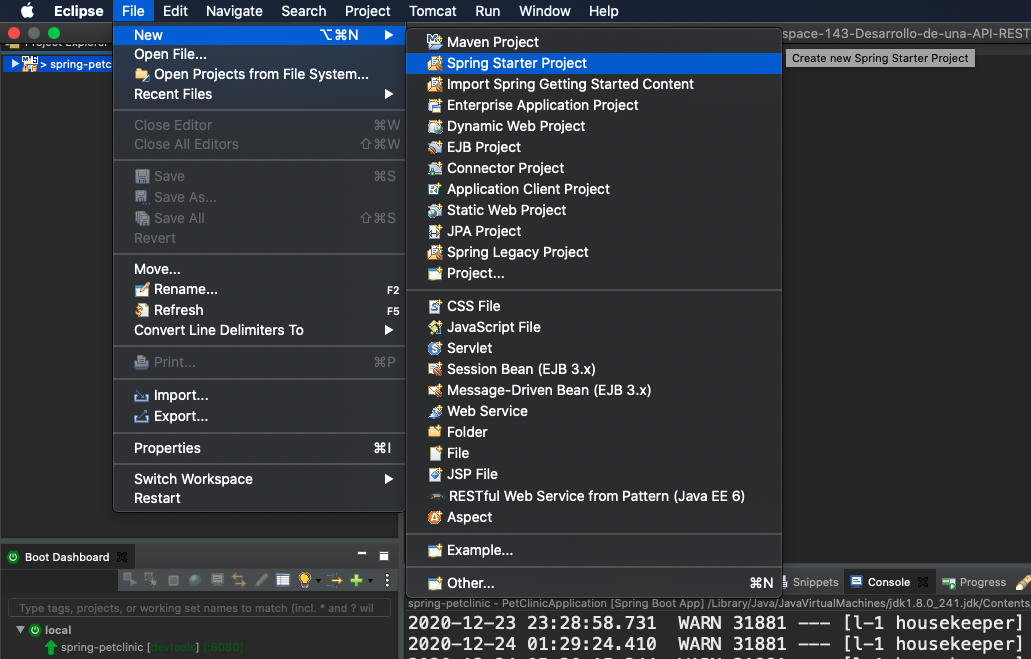 Eclipse File Edit Navigate Search Project Tomcat Run Window Help
space-143-Desarrollo-de-una-API-REST
Project Explorer
> spring-petc
New ⌥⌘N
Open File...
Open Projects from File System...
Recent Files
Close Editor ⌘W
Close All Editors ⇧⌘W
Save ⌘S
Save As...
Save All ⇧⌘S
Revert
Move...
Rename... F2
Refresh F5
Convert Line Delimiters To
Print... ⌘P
Import...
Export...
Properties ⌘I
Switch Workspace
Restart
Maven Project
Spring Starter Project
Import Spring Getting Started Content
Enterprise Application Project
Dynamic Web Project
EJB Project
Connector Project
Application Client Project
Static Web Project
JPA Project
Spring Legacy Project
Project...
CSS File
JavaScript File
Servlet
Session Bean (EJB 3.x)
Message-Driven Bean (EJB 3.x)
Web Service
Folder
File
JSP File
RESTful Web Service from Pattern (Java EE 6)
Aspect
Example...
Other... ⌘N
Create new Spring Starter Project
Boot Dashboard
Type tags, projects, or working set names to match (incl. * and ? wil
local
spring-petclinic [devtools] [:6080]
Snippets Console Progress
spring-petclinic - PetClinicApplication [Spring Boot App] /Library/Java/JavaVirtualMachines/jdk1.8.0_241.jdk/Contents
2020-12-23 23:28:58.731 WARN 31881 --- [l-1 housekeeper]
2020-12-24 01:29:24.410 WARN 31881 --- [l-1 housekeeper]